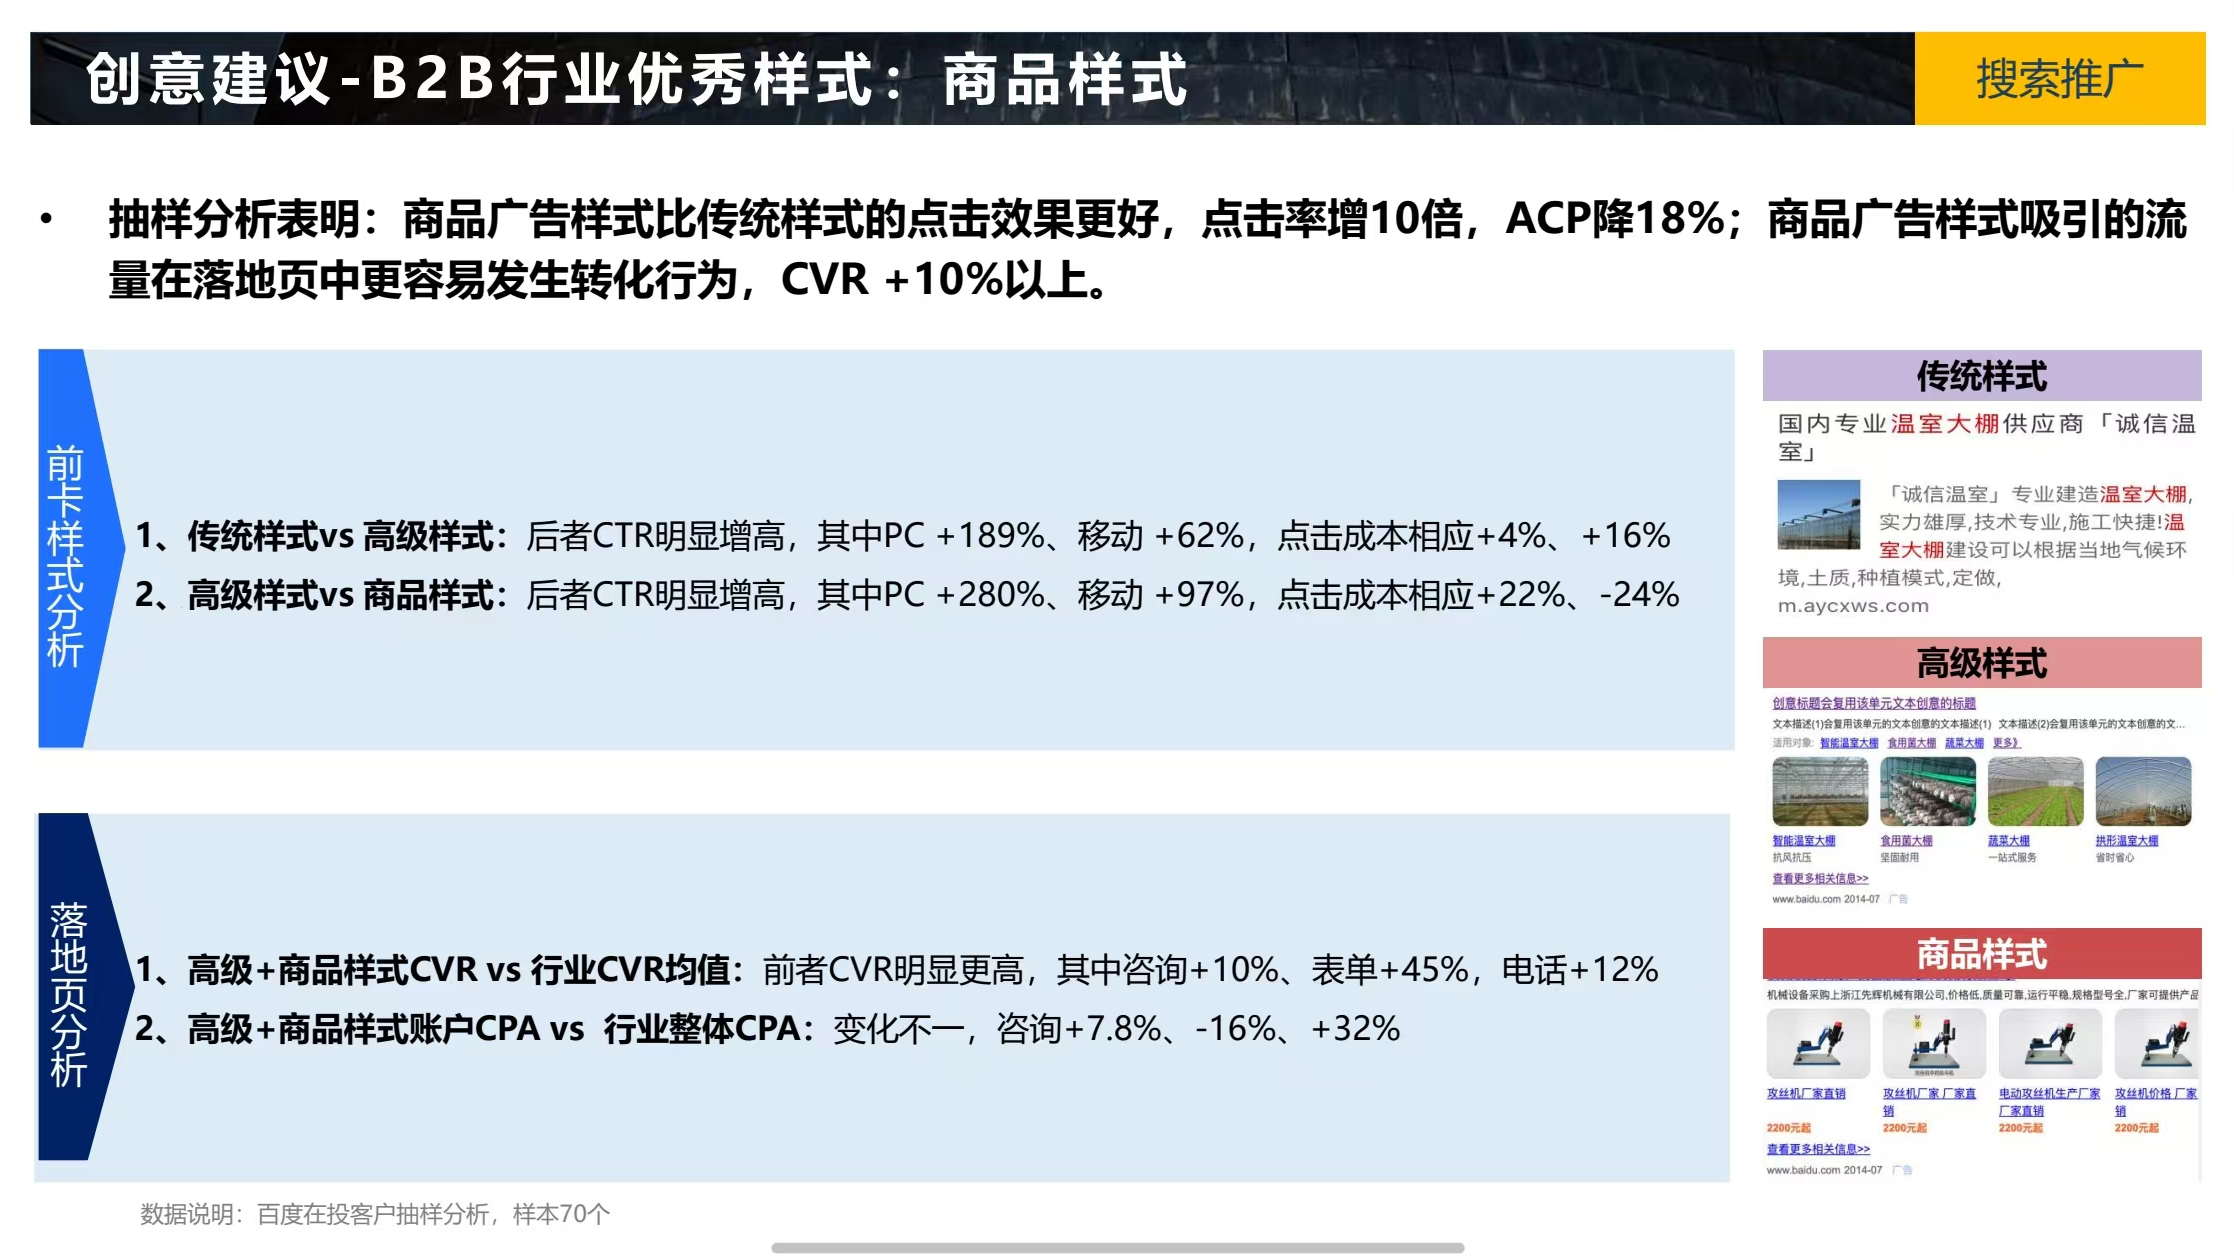 创意建议-B2B行业优秀样式：商品样式
搜索推广
• 抽样分析表明：商品广告样式比传统样式的点击效果更好，点击率增10倍，ACP降18%；商品广告样式吸引的流
量在落地页中更容易发生转化行为，CVR +10%以上。
前卡样式分析
1、传统样式vs 高级样式：后者CTR明显增高，其中PC +189%、移动 +62%，点击成本相应+4%、+16%
2、高级样式vs 商品样式：后者CTR明显增高，其中PC +280%、移动 +97%，点击成本相应+22%、-24%
落地页分析
1、高级+商品样式CVR vs 行业CVR均值：前者CVR明显更高，其中咨询+10%、表单+45%，电话+12%
2、高级+商品样式账户CPA vs 行业整体CPA：变化不一，咨询+7.8%、-16%、+32%
传统样式
国内专业温室大棚供应商「诚信温
室」
「诚信温室」专业建造温室大棚,
实力雄厚,技术专业,施工快捷!温
室大棚建设可以根据当地气候环
境,土质,种植模式,定做,
m.aycxws.com
高级样式
创意标题会复用该单元文本创意的标题
文本描述(1)会复用该单元的文本创意的文本描述(1) 文本描述(2)会复用该单元的文本创意的文...
适用对象: 智能温室大棚 食用菌大棚 蔬菜大棚 更多》
智能温室大棚 食用菌大棚 蔬菜大棚 拱形温室大棚
抗风抗压 坚固耐用 一站式服务 省时省心
查看更多相关信息>>
www.baidu.com 2014-07 广告
商品样式
机械设备采购上浙江先辉机械有限公司,价格低,质量可靠,运行平稳,规格型号全,厂家可提供产品
攻丝机厂家直销 攻丝机厂家 厂家直 电动攻丝机生产厂家 攻丝机价格 厂家
销 厂家直销 销
2200元起 2200元起 2200元起 2200元起
查看更多相关信息>>
www.baidu.com 2014-07 广告
数据说明：百度在投客户抽样分析，样本70个